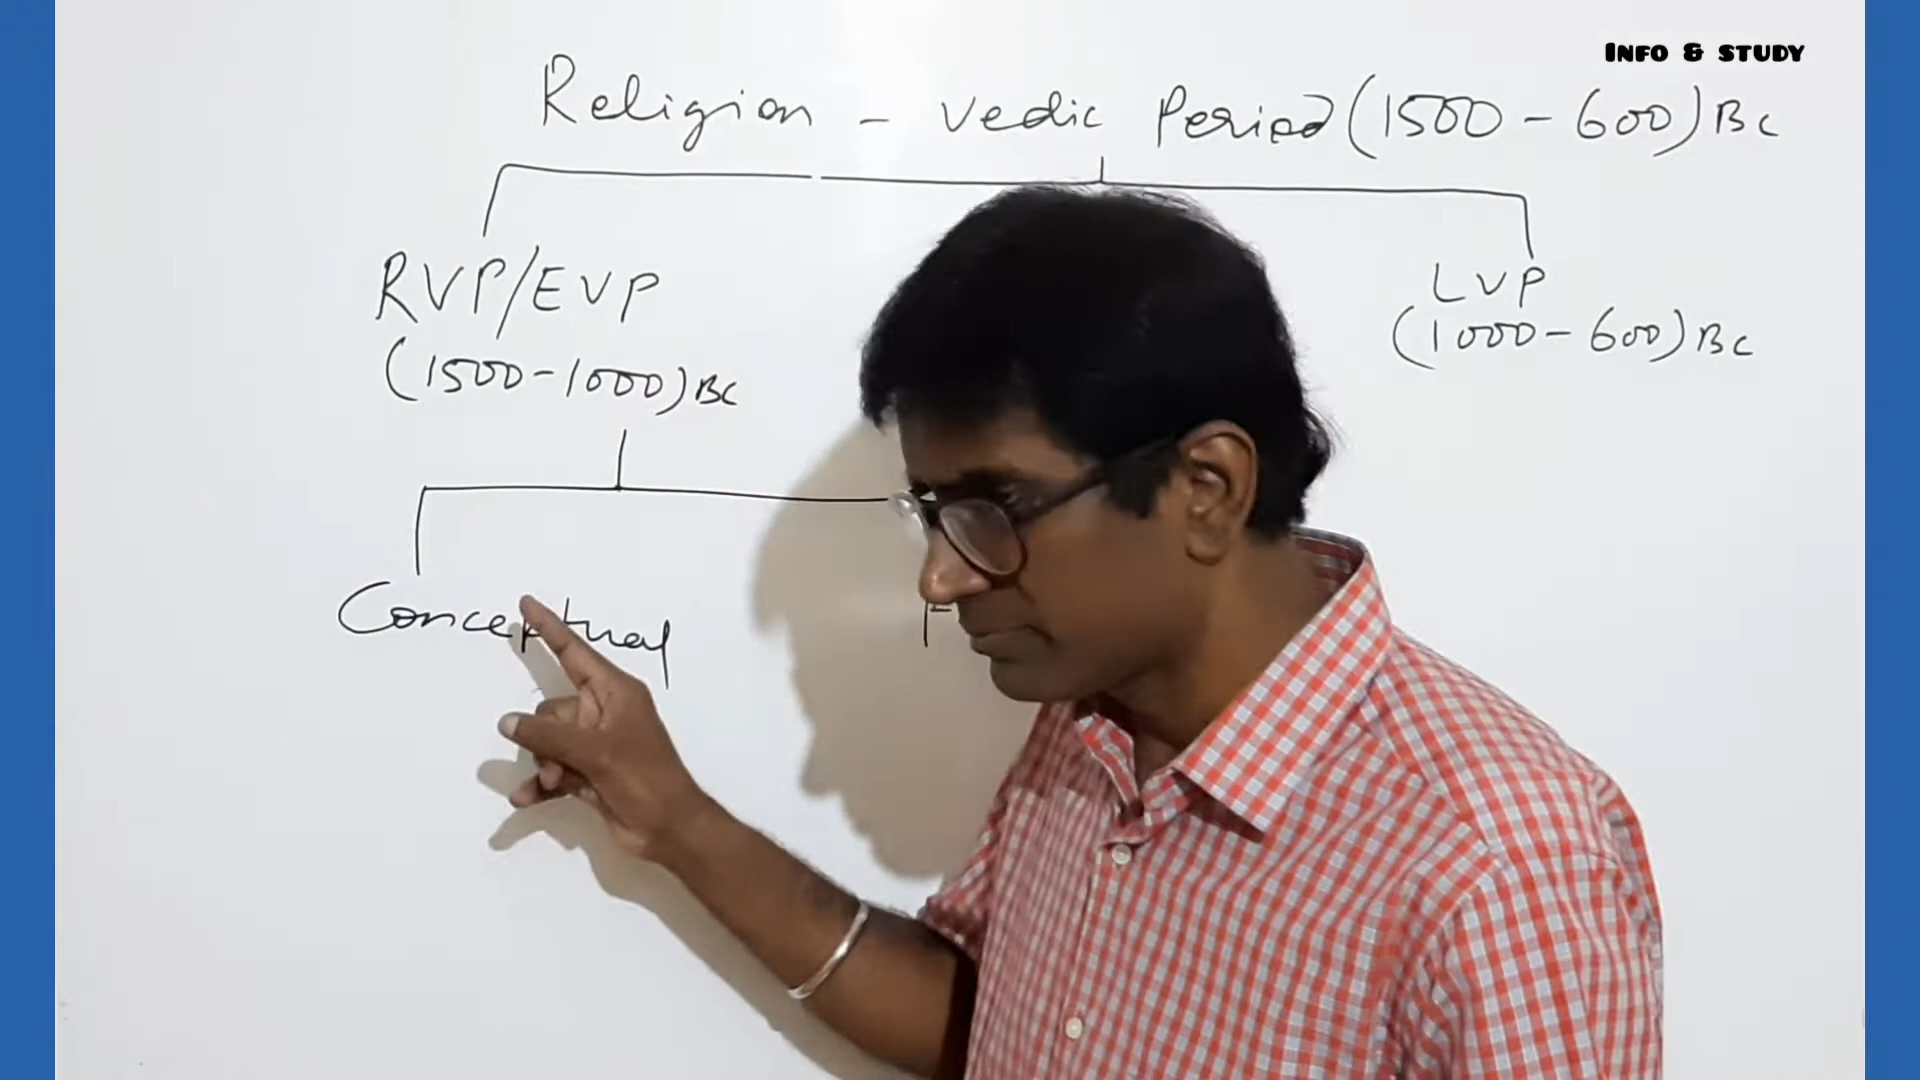 INFO & STUDY
Religion - Vedic Period (1500 - 600) BC
RVP/EVP
(1500-1000) BC
LVP
(1000-600) BC
Conceptual